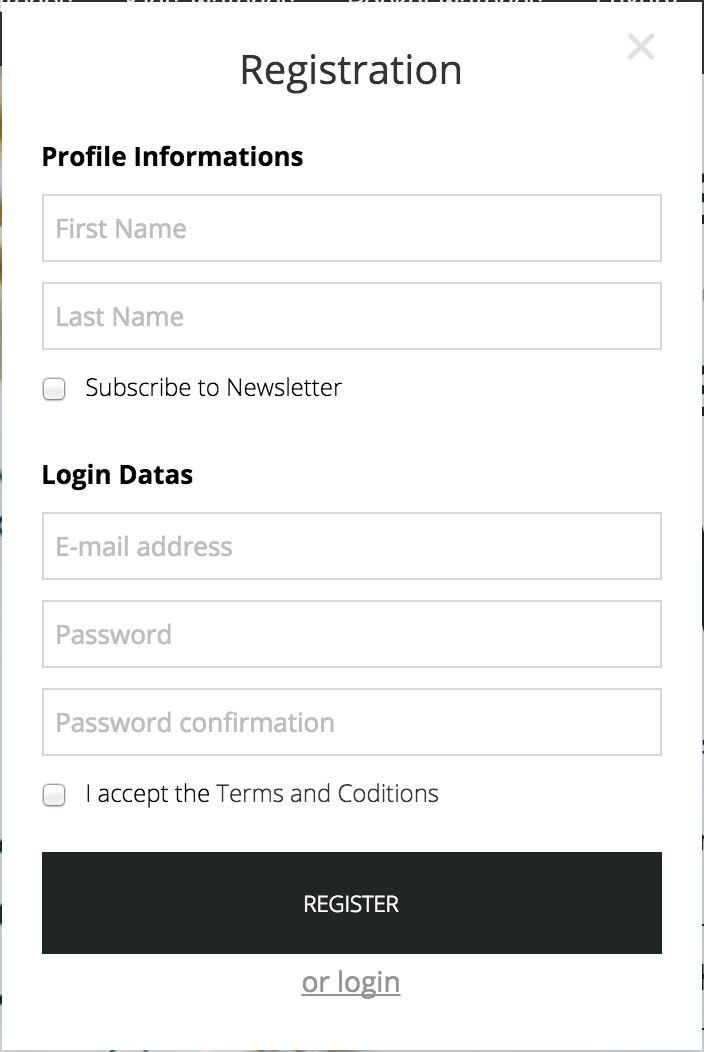 Registration
Profile Informations
First Name
Last Name
Subscribe to Newsletter
Login Datas
E-mail address
Password
Password confirmation
I accept the Terms and Coditions
REGISTER
or login